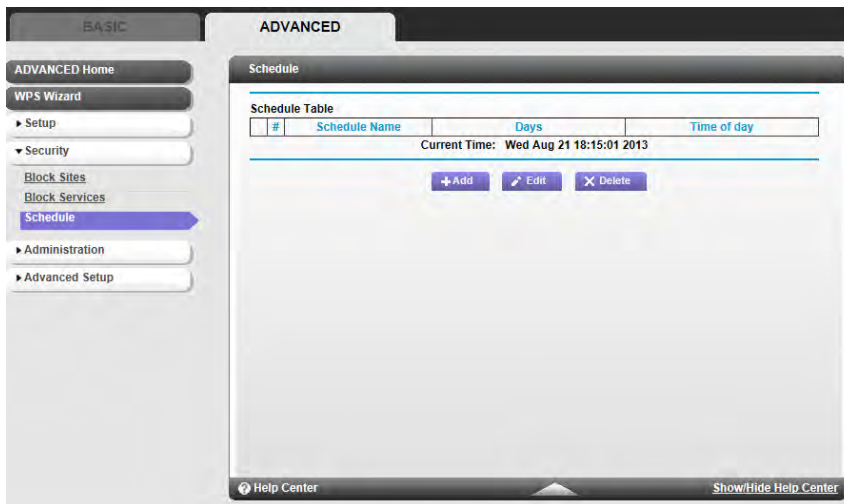 BASIC
ADVANCED
ADVANCED Home
WPS Wizard
Setup
Security
Block Sites
Block Services
Schedule
Administration
Advanced Setup
Schedule
Schedule Table
# Schedule Name Days Time of day
Current Time: Wed Aug 21 18:15:01 2013
Add Edit Delete
Help Center
Show/Hide Help Center